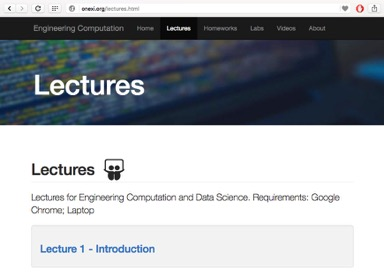 onexi.org/lectures.html
Engineering Computation Home Lectures Homeworks Labs Videos About
Lectures
Lectures
Lectures for Engineering Computation and Data Science. Requirements: Google
Chrome; Laptop
Lecture 1 - Introduction